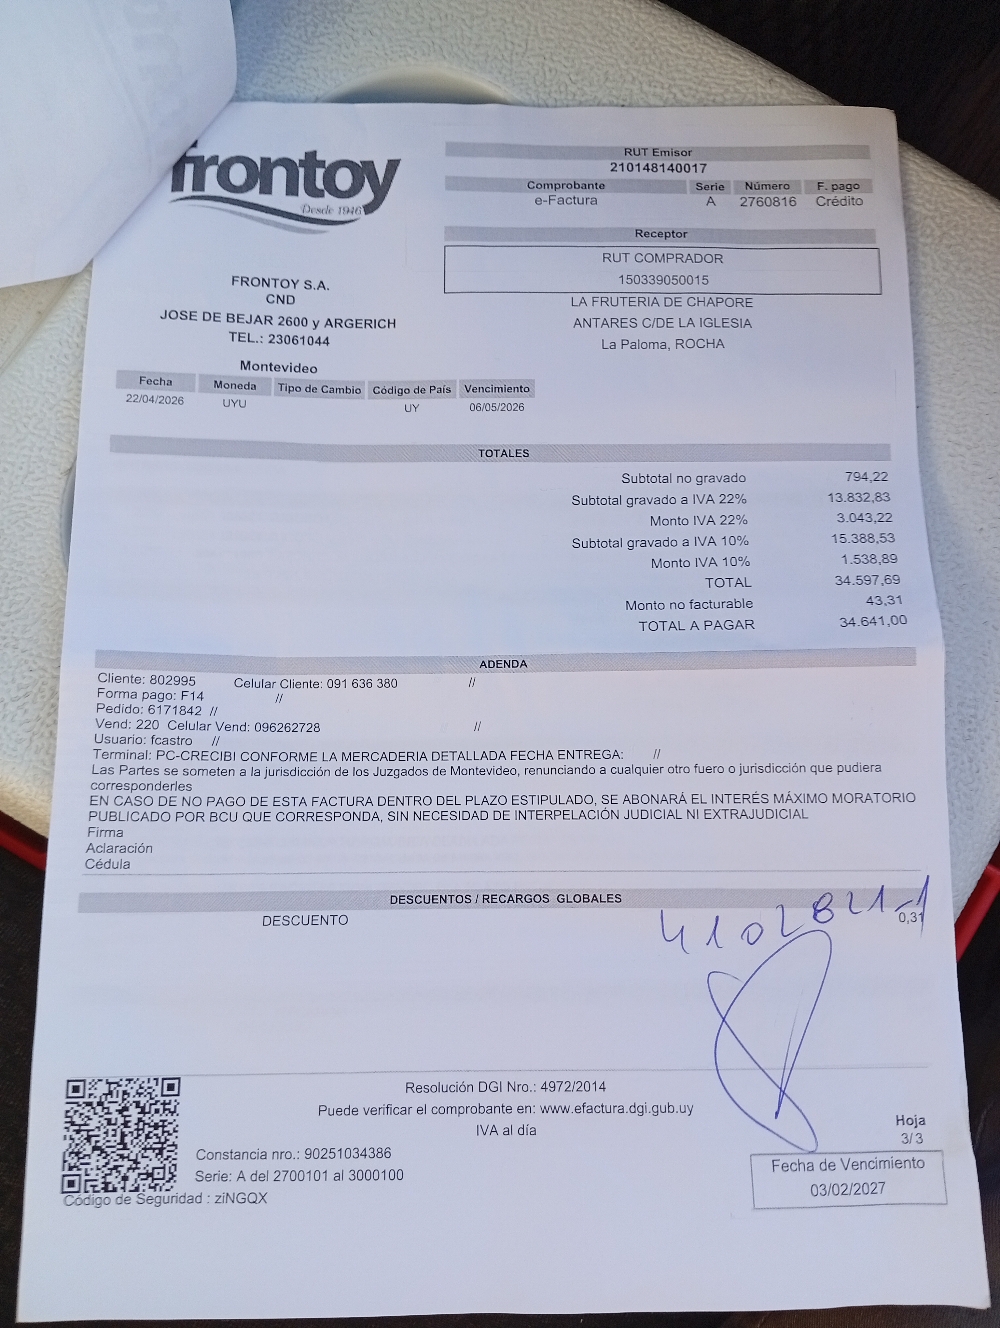 frontoy
Desde 1946
RUT Emisor
210148140017
Comprobante Serie Número F. pago
e-Factura A 2760816 Crédito
Receptor
RUT COMPRADOR
150339050015
LA FRUTERIA DE CHAPORE
ANTARES C/DE LA IGLESIA
La Paloma, ROCHA
FRONTOY S.A.
CND
JOSE DE BEJAR 2600 y ARGERICH
TEL.: 23061044
Montevideo
Fecha Moneda Tipo de Cambio Código de País Vencimiento
22/04/2026 UYU UY 06/05/2026
TOTALES
Subtotal no gravado 794,22
Subtotal gravado a IVA 22% 13.832,83
Monto IVA 22% 3.043,22
Subtotal gravado a IVA 10% 15.388,53
Monto IVA 10% 1.538,89
TOTAL 34.597,69
Monto no facturable 43,31
TOTAL A PAGAR 34.641,00
ADENDA
Cliente: 802995 Celular Cliente: 091 636 380 //
Forma pago: F14 //
Pedido: 6171842 //
Vend: 220 Celular Vend: 096262728 //
Usuario: fcastro //
Terminal: PC-CRECIBI CONFORME LA MERCADERIA DETALLADA FECHA ENTREGA: //
Las Partes se someten a la jurisdicción de los Juzgados de Montevideo, renunciando a cualquier otro fuero o jurisdicción que pudiera
corresponderles
EN CASO DE NO PAGO DE ESTA FACTURA DENTRO DEL PLAZO ESTIPULADO, SE ABONARÁ EL INTERÉS MÁXIMO MORATORIO
PUBLICADO POR BCU QUE CORRESPONDA, SIN NECESIDAD DE INTERPELACIÓN JUDICIAL NI EXTRAJUDICIAL
Firma
Aclaración
Cédula
DESCUENTOS / RECARGOS GLOBALES
DESCUENTO 0,31
4102821-1
Resolución DGI Nro.: 4972/2014
Puede verificar el comprobante en: www.efactura.dgi.gub.uy
IVA al día
Constancia nro.: 90251034386
Serie: A del 2700101 al 3000100
Código de Seguridad : ziNGQX
Hoja
3/3
Fecha de Vencimiento
03/02/2027